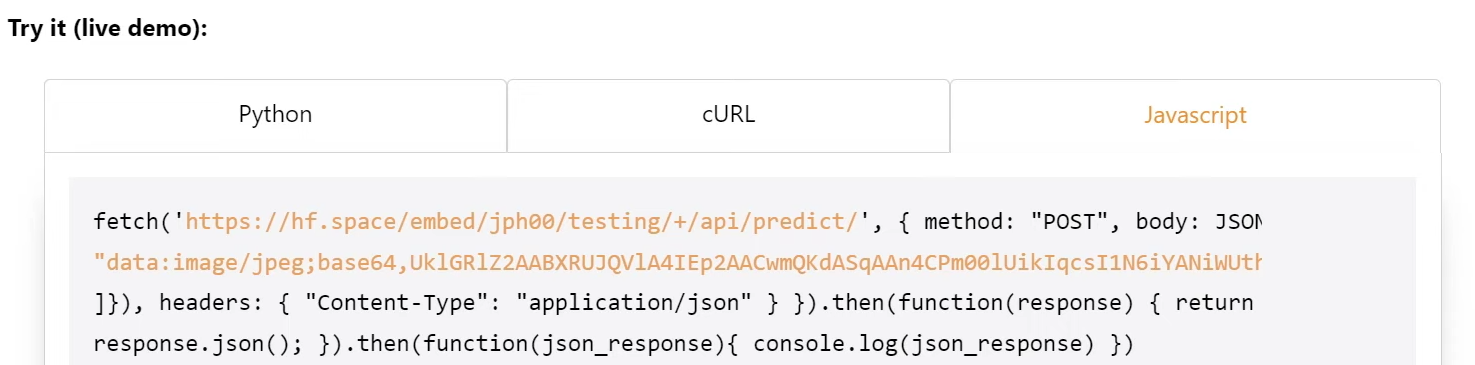 Try it (live demo):
Python
cURL
Javascript
fetch('https://hf.space/embed/jph00/testing/+/api/predict/', { method: "POST", body: JSON
"data:image/jpeg;base64,UklGRlZ2AABXRUJQVlA4IEp2AACwmQKdASqAAn4CPm00lUikIqcsI1N6iYANiWUth
]}), headers: { "Content-Type": "application/json" } }).then(function(response) { return
response.json(); }).then(function(json_response){ console.log(json_response) })